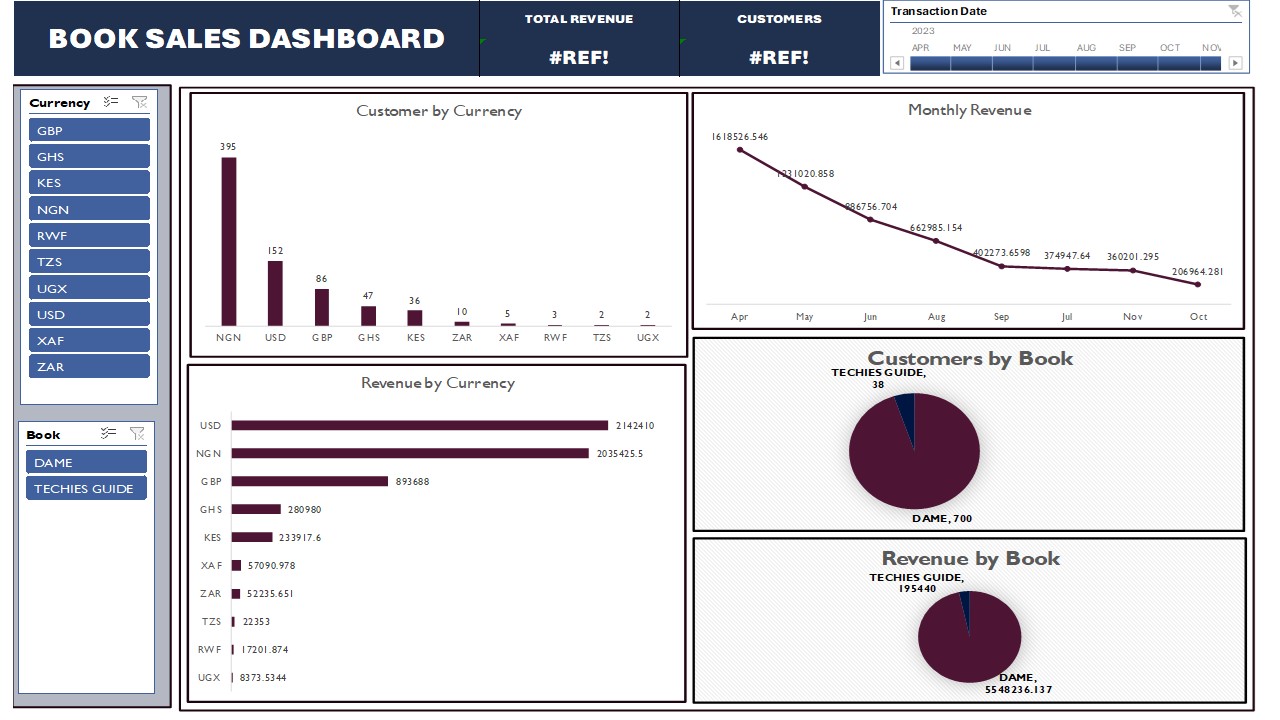 BOOK SALES DASHBOARD
TOTAL REVENUE
#REF!
CUSTOMERS
#REF!
Transaction Date
2023
APR MAY JUN JUL AUG SEP OCT NOV
Currency
GBP
GHS
KES
NGN
RWF
TZS
UGX
USD
XAF
ZAR
Book
DAME
TECHIES GUIDE
Customer by Currency
395
152
86
47
36
10
5
3
2
2
NGN USD GBP GHS KES ZAR XAF RWF TZS UGX
Revenue by Currency
USD 2142410
NGN 2035425.5
GBP 893688
GHS 280980
KES 233917.6
XAF 57090.978
ZAR 52235.651
TZS 22353
RWF 17201.874
UGX 8373.5344
Monthly Revenue
1618526.546
1231020.858
886756.704
662985.154
402273.6598
374947.64
360201.295
206964.281
Apr May Jun Aug Sep Jul Nov Oct
Customers by Book
TECHIES GUIDE,
38
DAME, 700
Revenue by Book
TECHIES GUIDE,
195440
DAME,
5548236.137